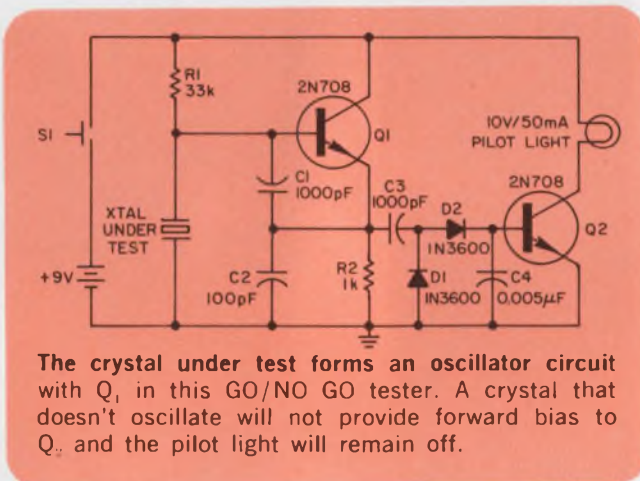 R1
33k
2N708
Q1
S1
10V/50mA
PILOT LIGHT
C1
1000pF
C3
1000pF
2N708
D2
XTAL
UNDER
TEST
1N3600
Q2
+9V
C2
100pF
R2
1k
D1
1N3600
C4
0.005µF
The crystal under test forms an oscillator circuit
with Q1 in this GO/NO GO tester. A crystal that
doesn't oscillate will not provide forward bias to
Q2, and the pilot light will remain off.